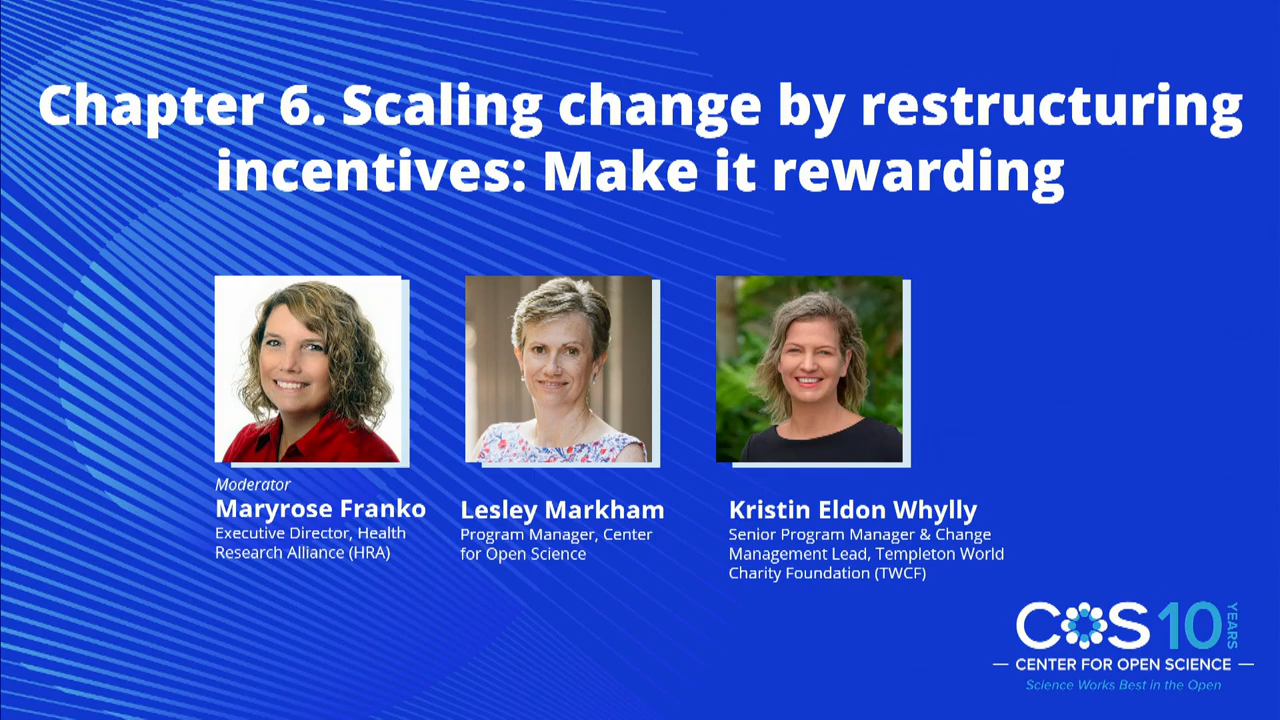 Chapter 6. Scaling change by restructuring
incentives: Make it rewarding
Moderator
Maryrose Franko
Executive Director, Health
Research Alliance (HRA)
Lesley Markham
Program Manager, Center
for Open Science
Kristin Eldon Whylly
Senior Program Manager & Change
Management Lead, Templeton World
Charity Foundation (TWCF)
COS 10 YEARS
CENTER FOR OPEN SCIENCE
Science Works Best in the Open